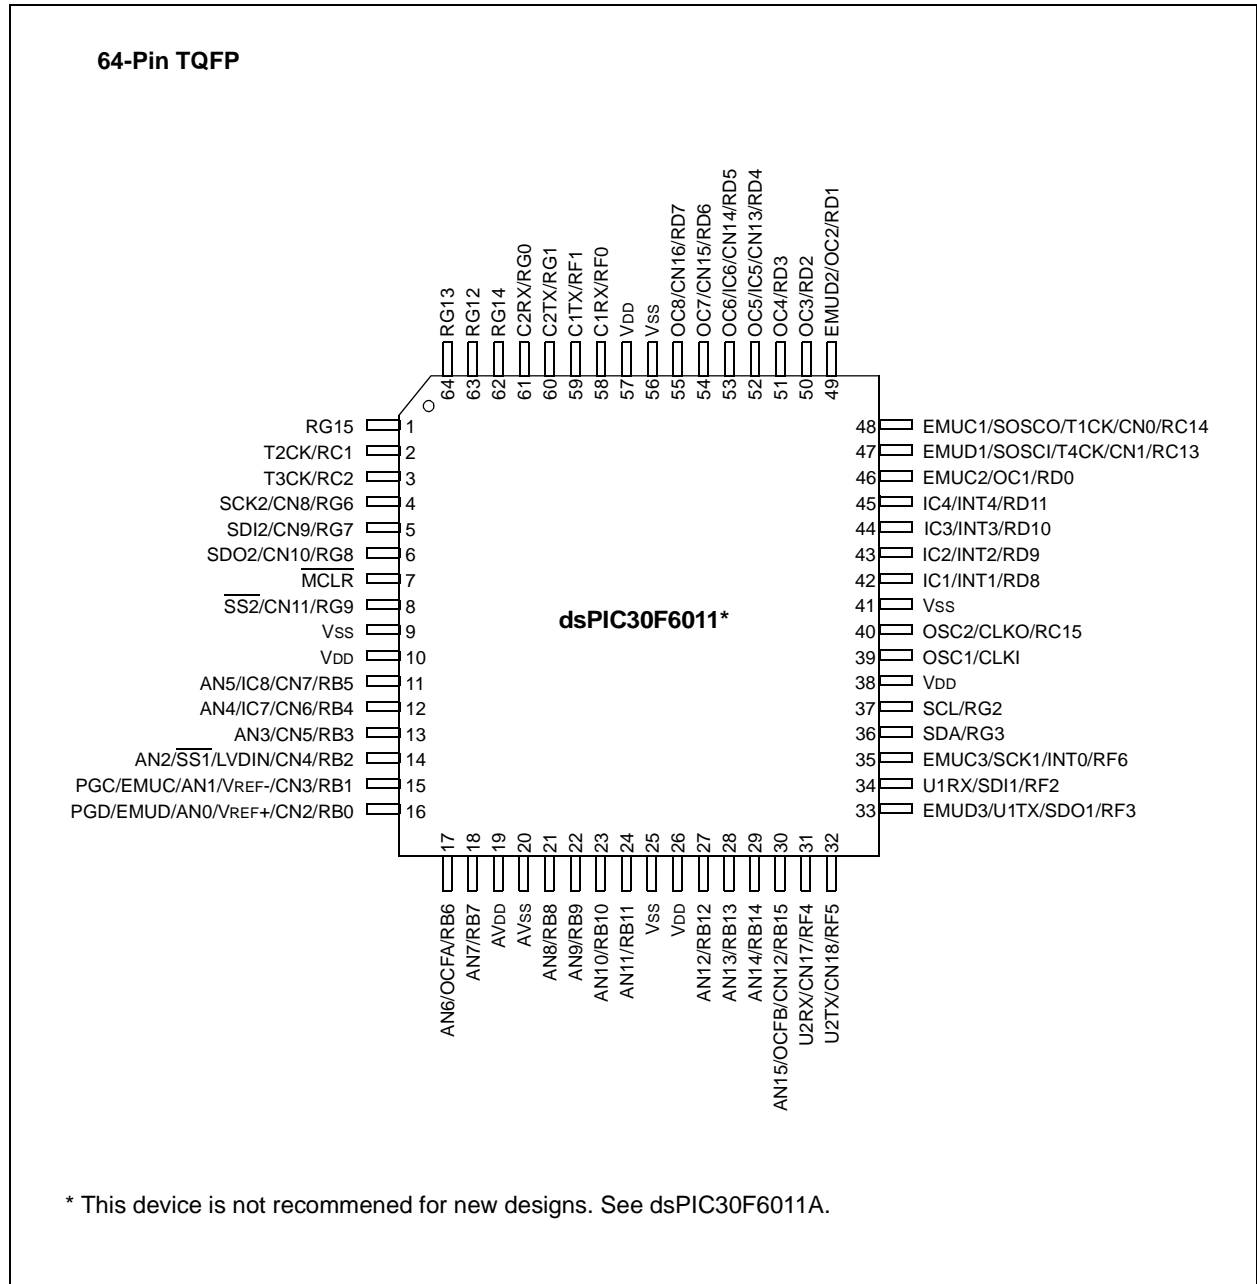 64-Pin TQFP
RG13
RG12
RG14
C2RX/RG0
C2TX/RG1
C1TX/RF1
C1RX/RF0
VDD
VSS
OC8/CN16/RD7
OC7/CN15/RD6
OC6/IC6/CN14/RD5
OC5/IC5/CN13/RD4
OC4/RD3
OC3/RD2
EMUD2/OC2/RD1
64
63
62
61
60
59
58
57
56
55
54
53
52
51
50
49
RG15 1
T2CK/RC1 2
T3CK/RC2 3
SCK2/CN8/RG6 4
SDI2/CN9/RG7 5
SDO2/CN10/RG8 6
MCLR 7
SS2/CN11/RG9 8
VSS 9
VDD 10
AN5/IC8/CN7/RB5 11
AN4/IC7/CN6/RB4 12
AN3/CN5/RB3 13
AN2/SS1/LVDIN/CN4/RB2 14
PGC/EMUC/AN1/VREF-/CN3/RB1 15
PGD/EMUD/AN0/VREF+/CN2/RB0 16
dsPIC30F6011*
48 EMUC1/SOSCO/T1CK/CN0/RC14
47 EMUD1/SOSCI/T4CK/CN1/RC13
46 EMUC2/OC1/RD0
45 IC4/INT4/RD11
44 IC3/INT3/RD10
43 IC2/INT2/RD9
42 IC1/INT1/RD8
41 VSS
40 OSC2/CLKO/RC15
39 OSC1/CLKI
38 VDD
37 SCL/RG2
36 SDA/RG3
35 EMUC3/SCK1/INT0/RF6
34 U1RX/SDI1/RF2
33 EMUD3/U1TX/SDO1/RF3
17
18
19
20
21
22
23
24
25
26
27
28
29
30
31
32
AN6/OCFA/RB6
AN7/RB7
AVDD
AVSS
AN8/RB8
AN9/RB9
AN10/RB10
AN11/RB11
VSS
VDD
AN12/RB12
AN13/RB13
AN14/RB14
AN15/OCFB/CN12/RB15
U2RX/CN17/RF4
U2TX/CN18/RF5
* This device is not recommened for new designs. See dsPIC30F6011A.